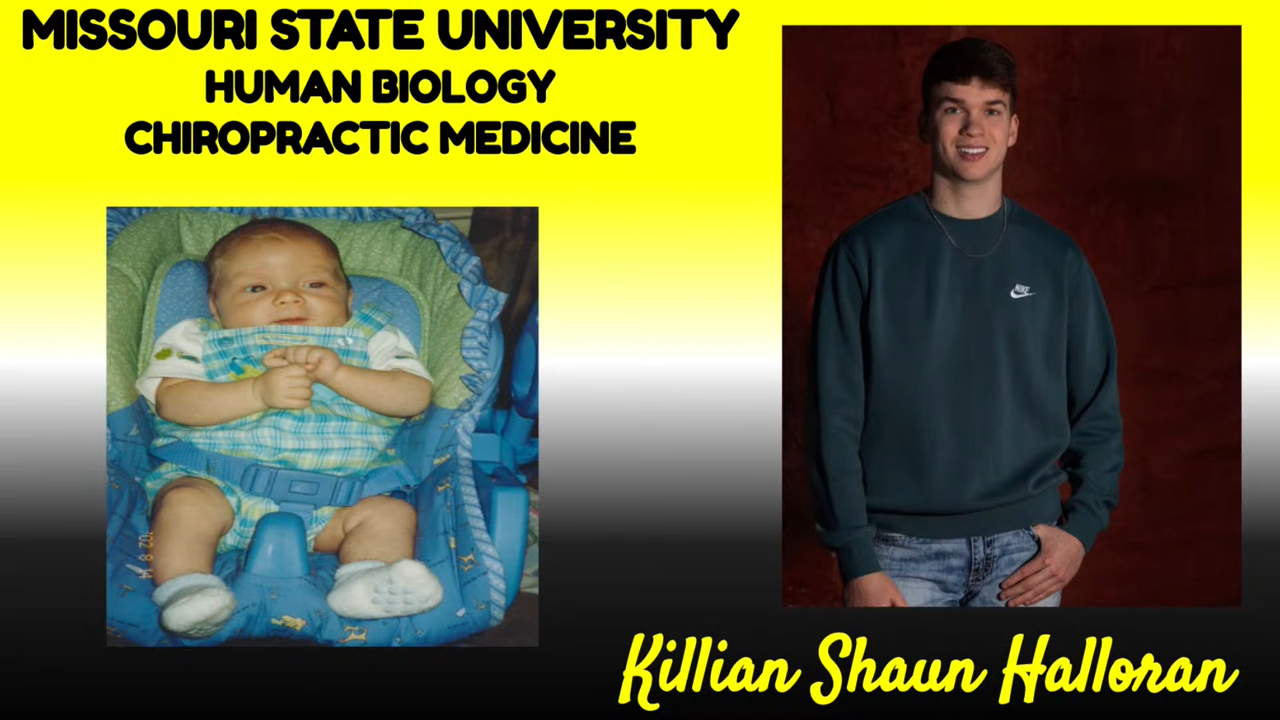 MISSOURI STATE UNIVERSITY
HUMAN BIOLOGY
CHIROPRACTIC MEDICINE
NIKE
Killian Shaun Halloran